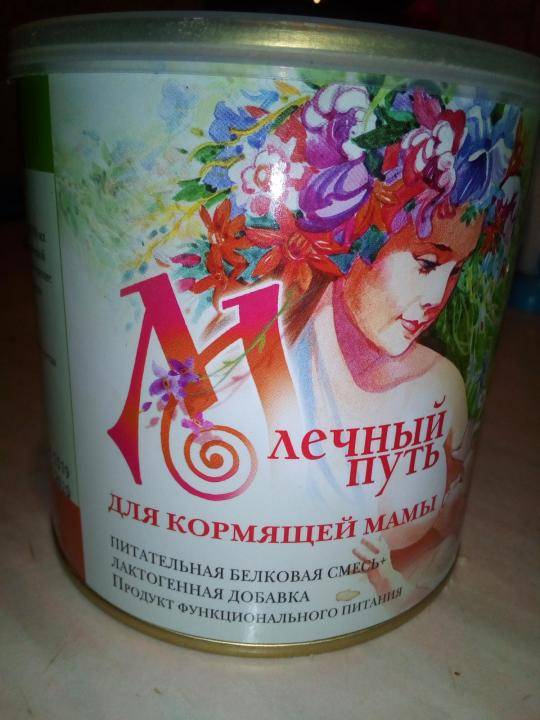 Млечный
путь
для кормящей мамы
питательная белковая смесь+
лактогенная добавка
Продукт функционального питания